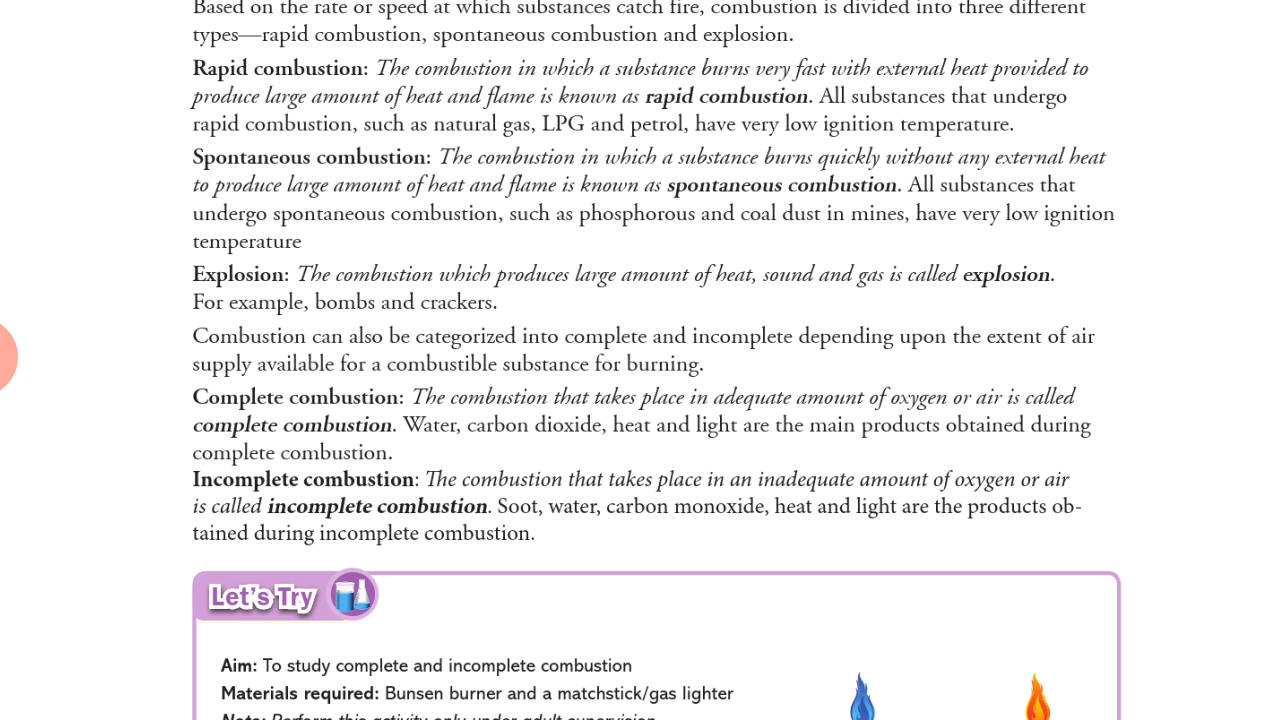 Based on the rate or speed at which substances catch fire, combustion is divided into three different
types—rapid combustion, spontaneous combustion and explosion.
Rapid combustion: The combustion in which a substance burns very fast with external heat provided to
produce large amount of heat and flame is known as rapid combustion. All substances that undergo
rapid combustion, such as natural gas, LPG and petrol, have very low ignition temperature.
Spontaneous combustion: The combustion in which a substance burns quickly without any external heat
to produce large amount of heat and flame is known as spontaneous combustion. All substances that
undergo spontaneous combustion, such as phosphorous and coal dust in mines, have very low ignition
temperature
Explosion: The combustion which produces large amount of heat, sound and gas is called explosion.
For example, bombs and crackers.
Combustion can also be categorized into complete and incomplete depending upon the extent of air
supply available for a combustible substance for burning.
Complete combustion: The combustion that takes place in adequate amount of oxygen or air is called
complete combustion. Water, carbon dioxide, heat and light are the main products obtained during
complete combustion.
Incomplete combustion: The combustion that takes place in an inadequate amount of oxygen or air
is called incomplete combustion. Soot, water, carbon monoxide, heat and light are the products ob-
tained during incomplete combustion.
Let's Try
Aim: To study complete and incomplete combustion
Materials required: Bunsen burner and a matchstick/gas lighter
Note: Perform this activity only under adult supervision